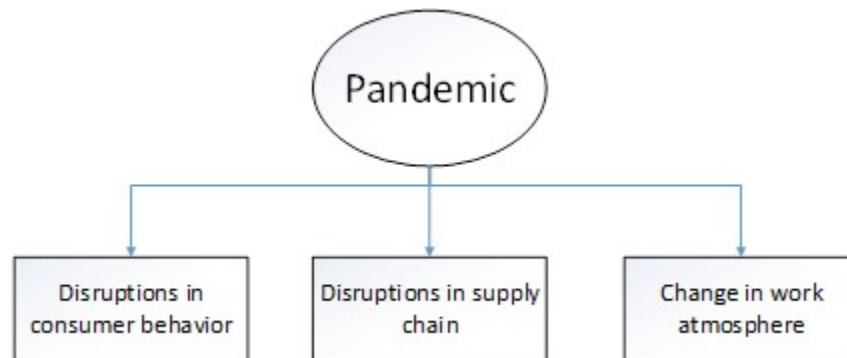 Pandemic
Disruptions in
consumer behavior
Disruptions in supply
chain
Change in work
atmosphere